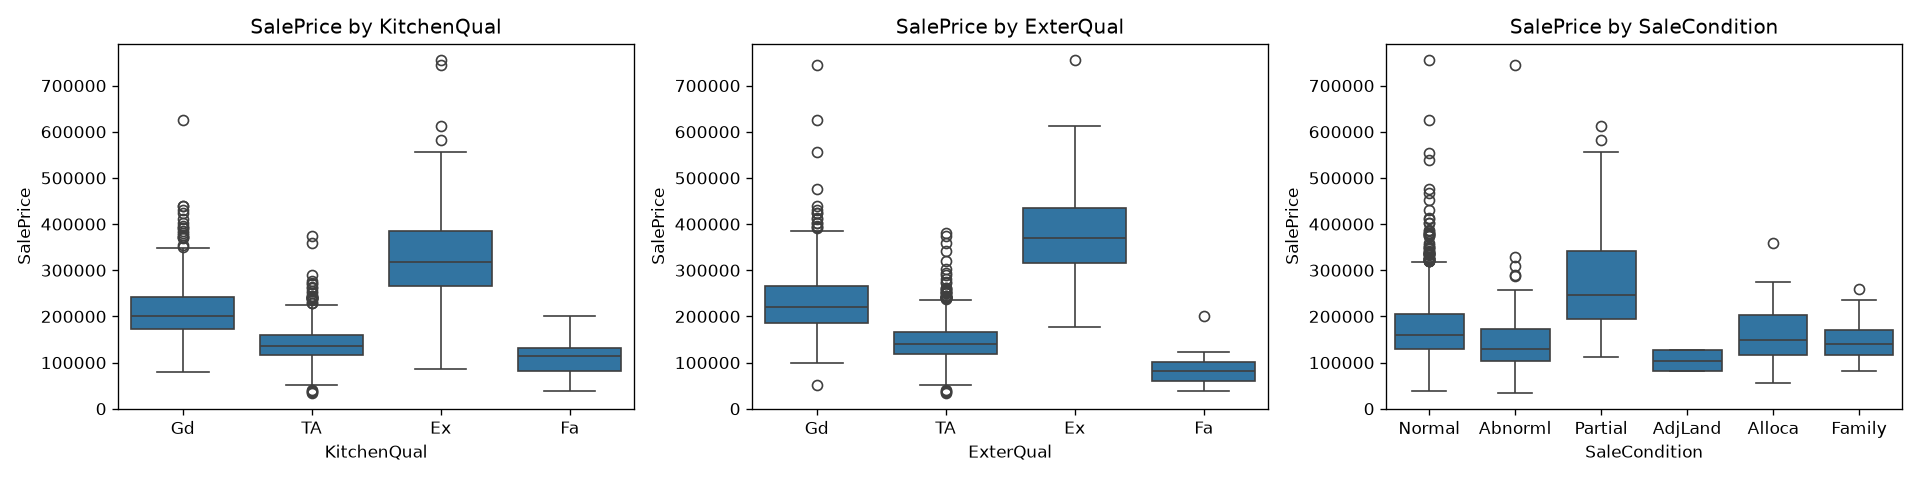 SalePrice by KitchenQual
SalePrice
700000
600000
500000
400000
300000
200000
100000
0
Gd TA Ex Fa
KitchenQual
SalePrice by ExterQual
SalePrice
700000
600000
500000
400000
300000
200000
100000
0
Gd TA Ex Fa
ExterQual
SalePrice by SaleCondition
SalePrice
700000
600000
500000
400000
300000
200000
100000
0
Normal Abnorml Partial AdjLand Alloca Family
SaleCondition